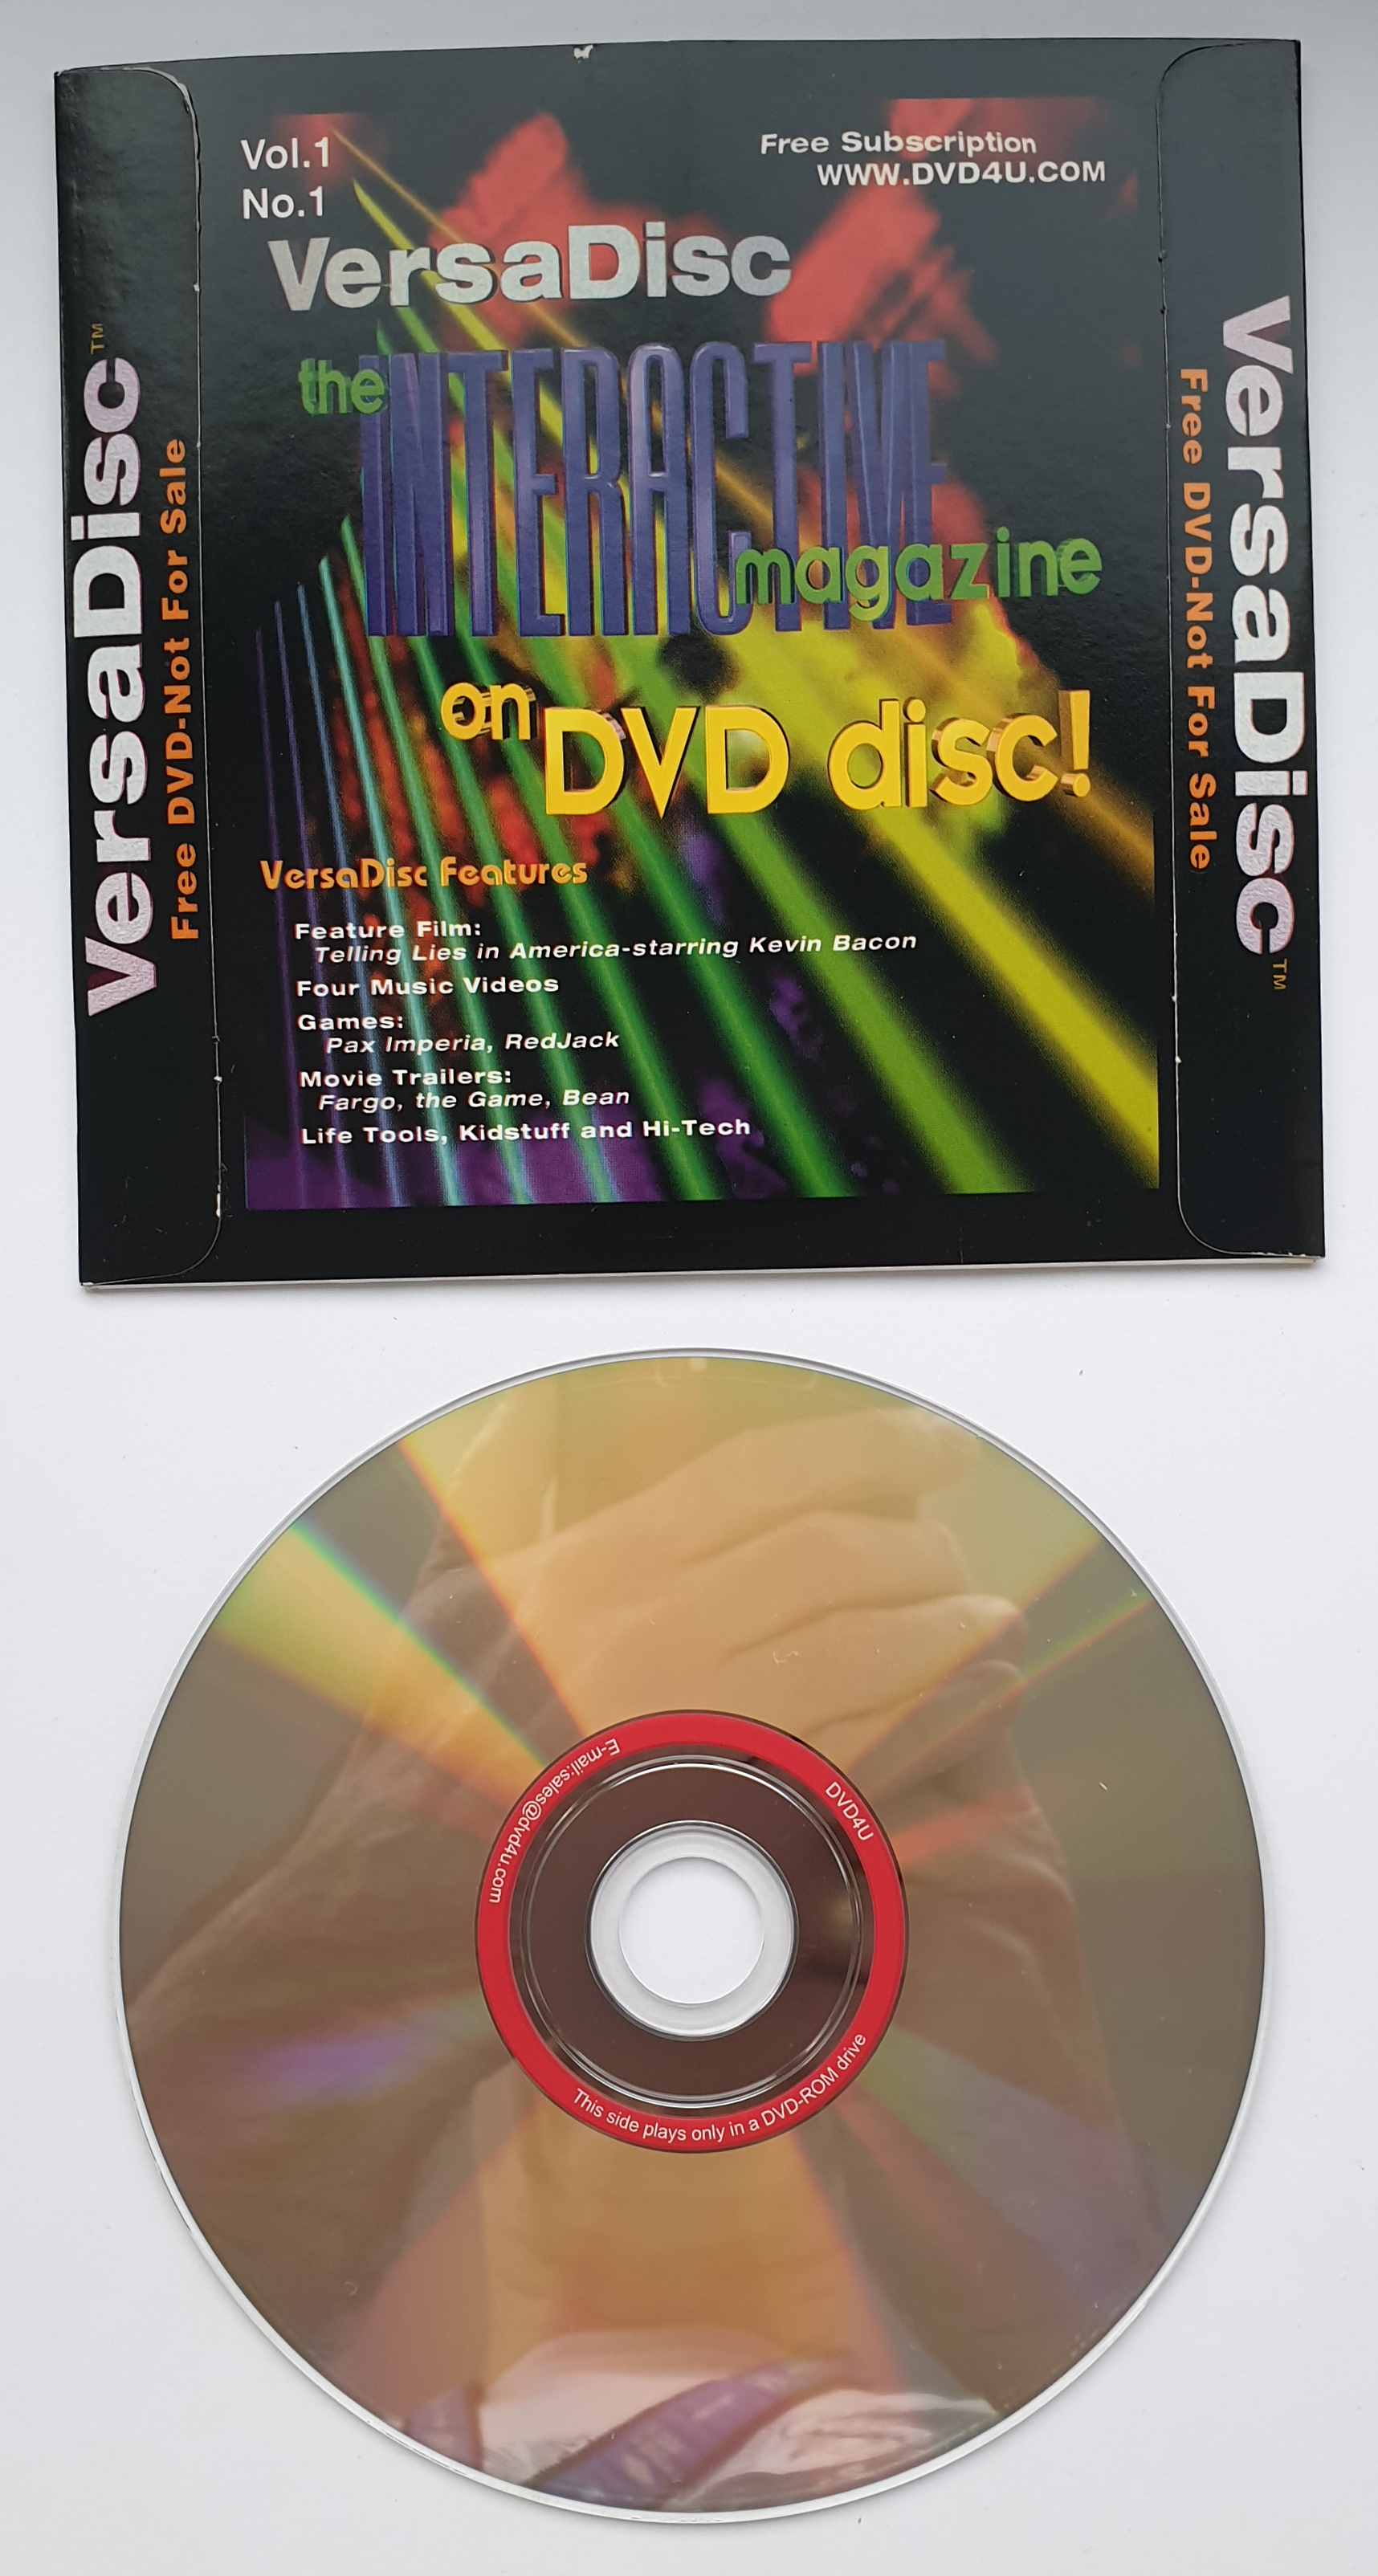 Vol.1
No.1
Free Subscription
WWW.DVD4U.COM
VersaDisc
the INTERACTIVE
magazine
on DVD disc!
VersaDisc Features
Feature Film:
Telling Lies in America-starring Kevin Bacon
Four Music Videos
Games:
Pax Imperia, RedJack
Movie Trailers:
Fargo, the Game, Bean
Life Tools, Kidstuff and Hi-Tech
VersaDisc™
Free DVD-Not For Sale
VersaDisc™
Free DVD-Not For Sale
E-mail:sales@dvd4u.com
DVD4U
This side plays only in a DVD-ROM drive